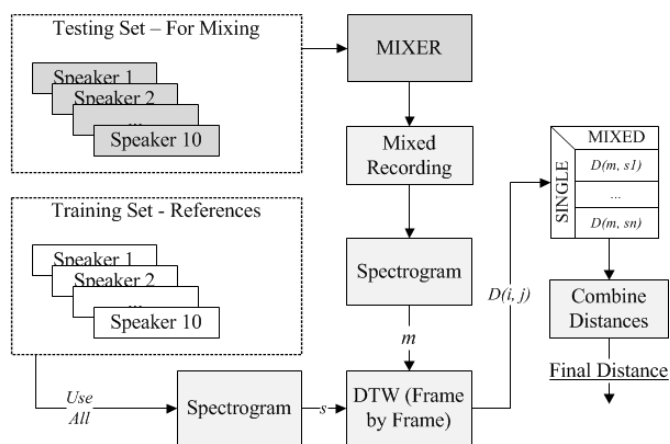 Testing Set – For Mixing
Speaker 1
Speaker 2
...
Speaker 10
MIXER
Mixed
Recording
Training Set - References
Speaker 1
Speaker 2
...
Speaker 10
Spectrogram
m
Use
All
Spectrogram
s
DTW (Frame
by Frame)
D(i, j)
SINGLE
MIXED
D(m, s1)
...
D(m, sn)
Combine
Distances
Final Distance